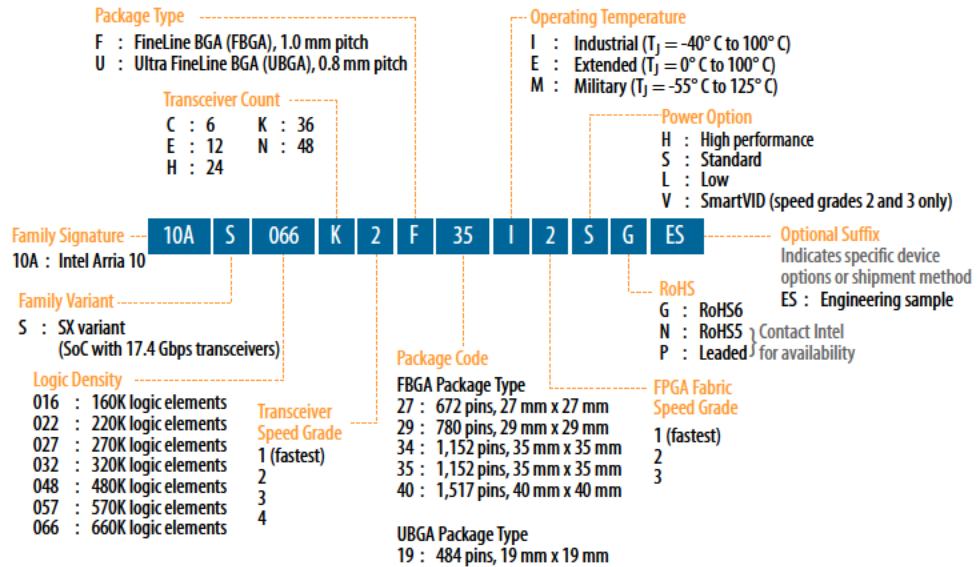 Package Type
F : FineLine BGA (FBGA), 1.0 mm pitch
U : Ultra FineLine BGA (UBGA), 0.8 mm pitch
Operating Temperature
I : Industrial (TJ = -40° C to 100° C)
E : Extended (TJ = 0° C to 100° C)
M : Military (TJ = -55° C to 125° C)
Transceiver Count
C : 6 K : 36
E : 12 N : 48
H : 24
Power Option
H : High performance
S : Standard
L : Low
V : SmartVID (speed grades 2 and 3 only)
Family Signature
10A : Intel Arria 10
10A S 066 K 2 F 35 I 2 S G ES
Optional Suffix
Indicates specific device
options or shipment method
ES : Engineering sample
Family Variant
S : SX variant
(SoC with 17.4 Gbps transceivers)
RoHS
G : RoHS6
N : RoHS5
P : Leaded
Contact Intel
for availability
Logic Density
016 : 160K logic elements
022 : 220K logic elements
027 : 270K logic elements
032 : 320K logic elements
048 : 480K logic elements
057 : 570K logic elements
066 : 660K logic elements
Transceiver
Speed Grade
1 (fastest)
2
3
4
Package Code
FBGA Package Type
27 : 672 pins, 27 mm x 27 mm
29 : 780 pins, 29 mm x 29 mm
34 : 1,152 pins, 35 mm x 35 mm
35 : 1,152 pins, 35 mm x 35 mm
40 : 1,517 pins, 40 mm x 40 mm
UBGA Package Type
19 : 484 pins, 19 mm x 19 mm
FPGA Fabric
Speed Grade
1 (fastest)
2
3